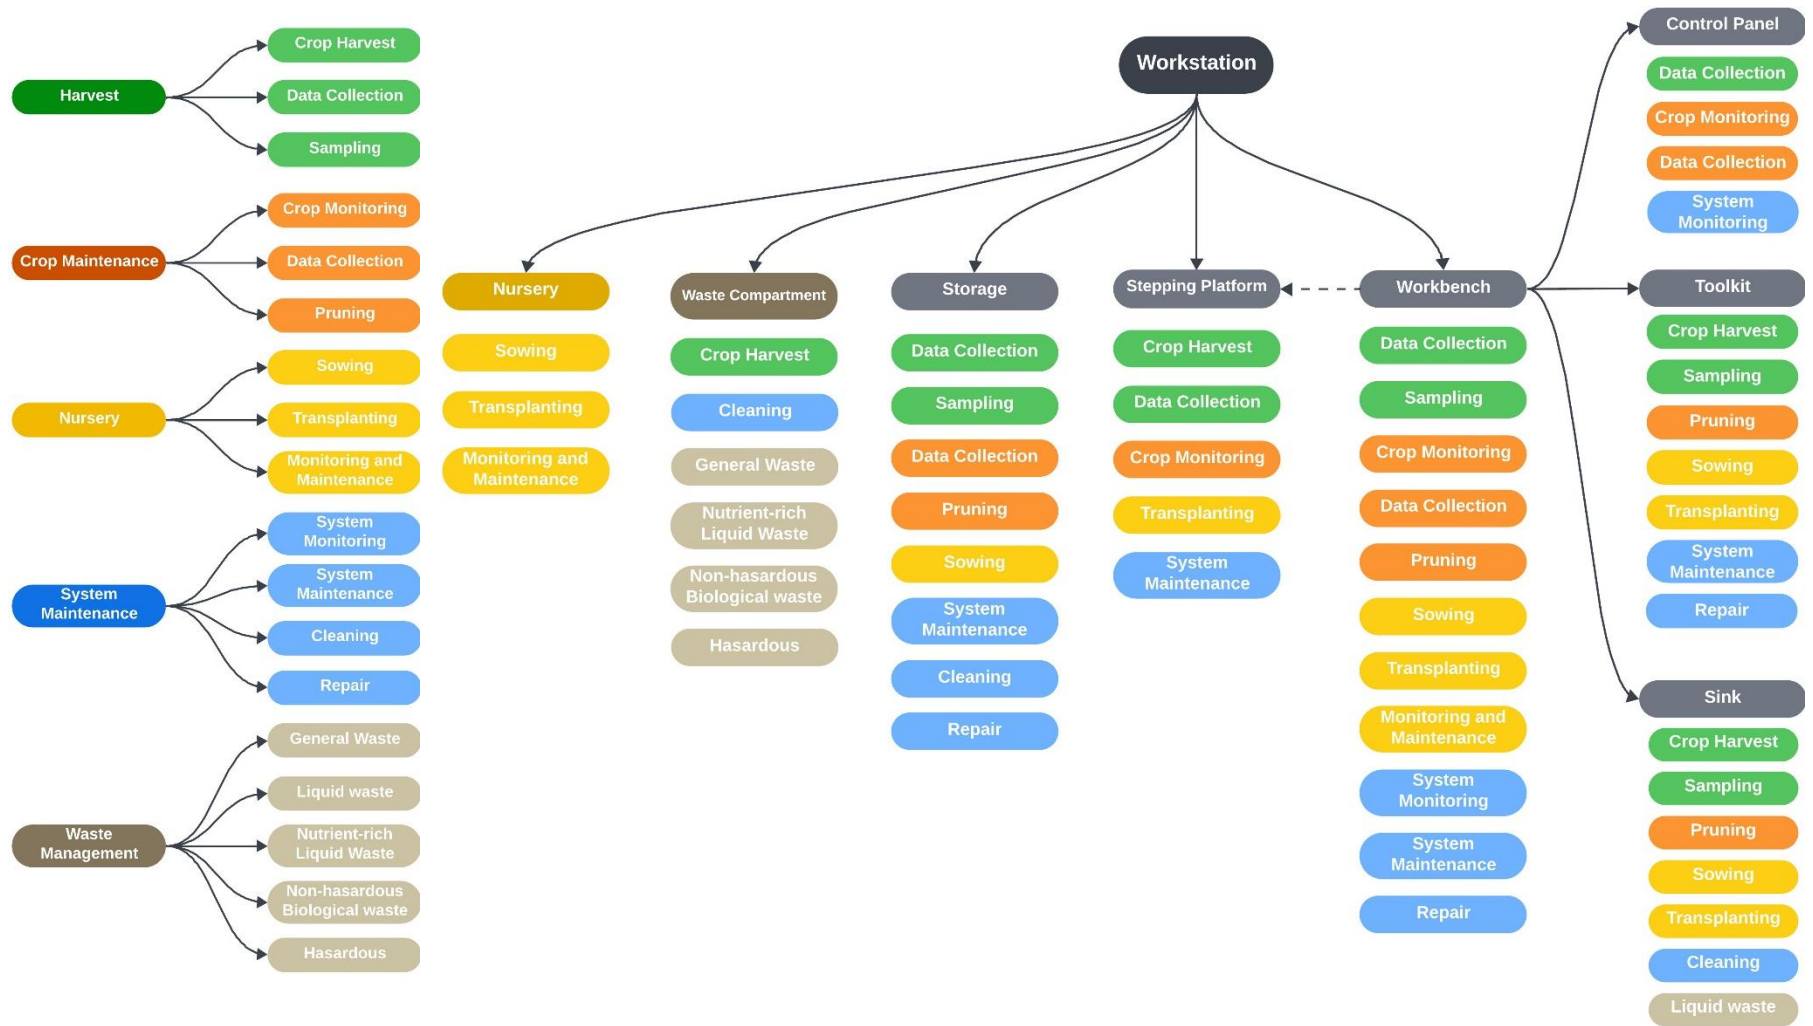 Harvest
Crop Harvest
Data Collection
Sampling
Crop Maintenance
Crop Monitoring
Data Collection
Pruning
Nursery
Sowing
Transplanting
Monitoring and
Maintenance
System
Maintenance
System
Monitoring
System
Maintenance
Cleaning
Repair
Waste
Management
General Waste
Liquid waste
Nutrient-rich
Liquid Waste
Non-hasardous
Biological waste
Hasardous
Workstation
Nursery
Sowing
Transplanting
Monitoring and
Maintenance
Waste Compartment
Crop Harvest
Cleaning
General Waste
Nutrient-rich
Liquid Waste
Non-hasardous
Biological waste
Hasardous
Storage
Data Collection
Sampling
Data Collection
Pruning
Sowing
System
Maintenance
Cleaning
Repair
Stepping Platform
Crop Harvest
Data Collection
Crop Monitoring
Transplanting
System
Maintenance
Workbench
Data Collection
Sampling
Crop Monitoring
Data Collection
Pruning
Sowing
Transplanting
Monitoring and
Maintenance
System
Monitoring
System
Maintenance
Repair
Control Panel
Data Collection
Crop Monitoring
Data Collection
System
Monitoring
Toolkit
Crop Harvest
Sampling
Pruning
Sowing
Transplanting
System
Maintenance
Repair
Sink
Crop Harvest
Sampling
Pruning
Sowing
Transplanting
Cleaning
Liquid waste